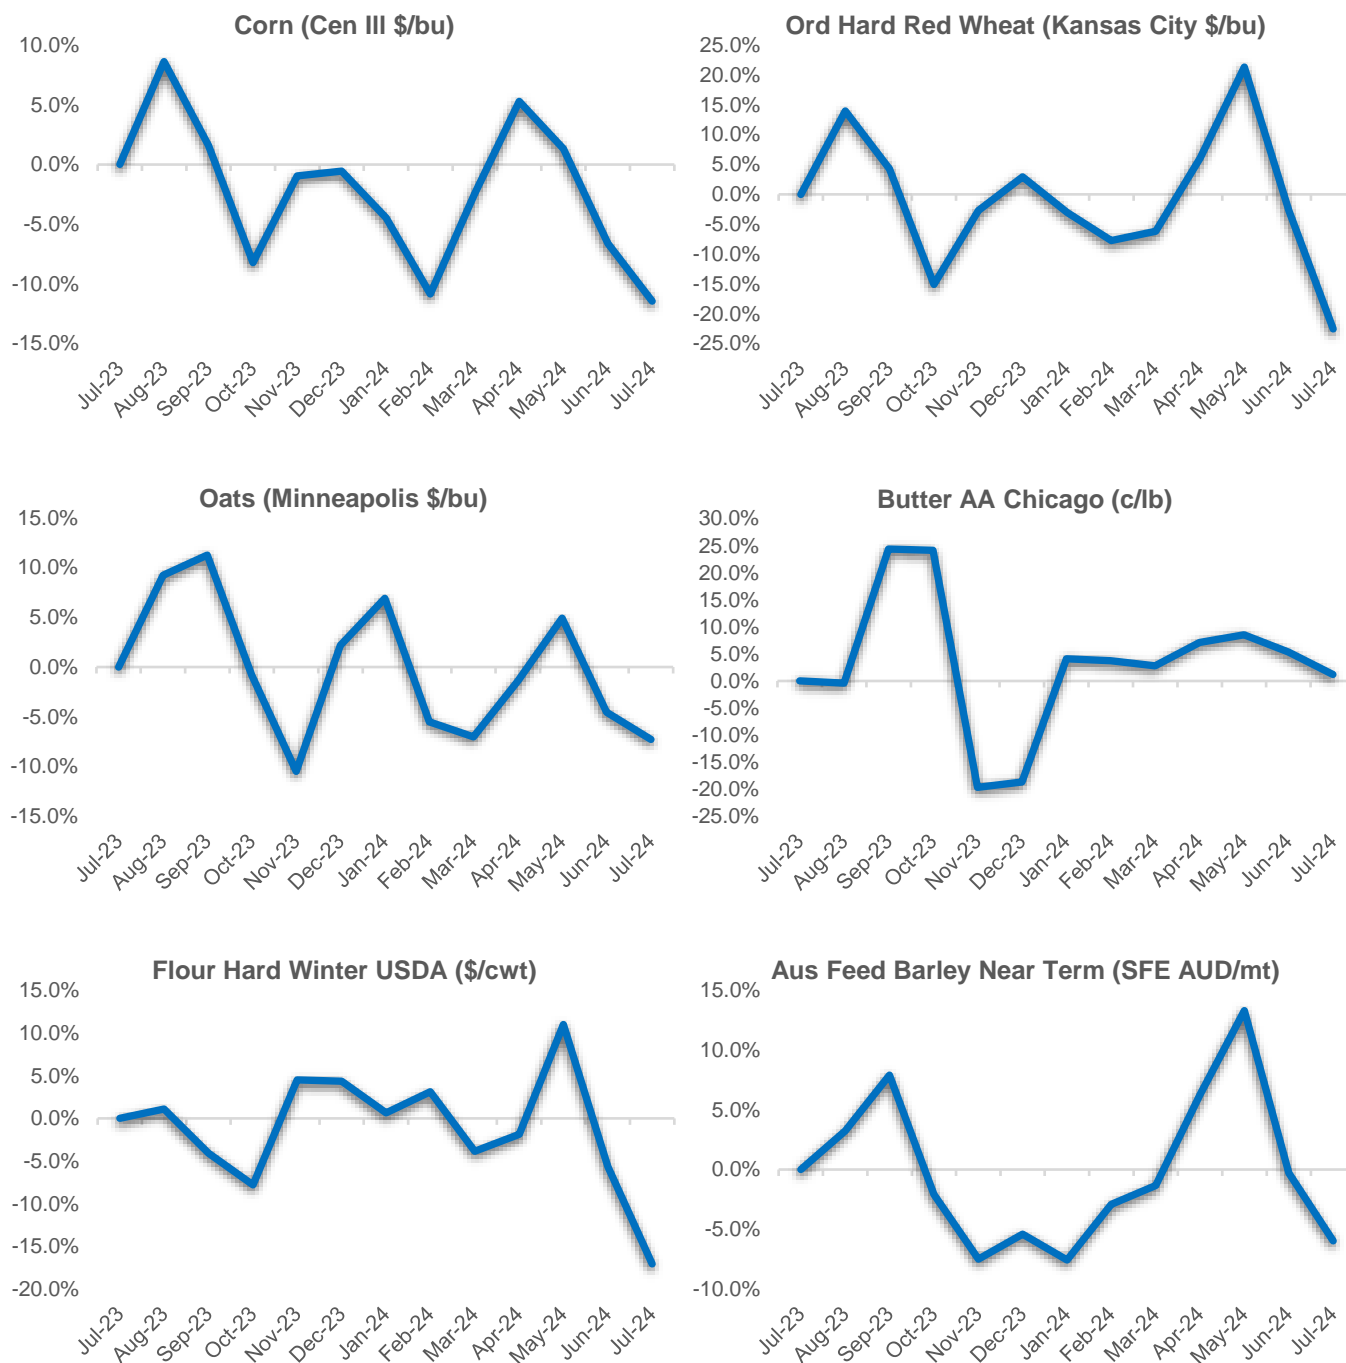 Corn (Cen III $/bu)
10.0%
5.0%
0.0%
-5.0%
-10.0%
-15.0%
Jul-23
Aug-23
Sep-23
Oct-23
Nov-23
Dec-23
Jan-24
Feb-24
Mar-24
Apr-24
May-24
Jun-24
Jul-24
Ord Hard Red Wheat (Kansas City $/bu)
25.0%
20.0%
15.0%
10.0%
5.0%
0.0%
-5.0%
-10.0%
-15.0%
-20.0%
-25.0%
Jul-23
Aug-23
Sep-23
Oct-23
Nov-23
Dec-23
Jan-24
Feb-24
Mar-24
Apr-24
May-24
Jun-24
Jul-24
Oats (Minneapolis $/bu)
15.0%
10.0%
5.0%
0.0%
-5.0%
-10.0%
-15.0%
Jul-23
Aug-23
Sep-23
Oct-23
Nov-23
Dec-23
Jan-24
Feb-24
Mar-24
Apr-24
May-24
Jun-24
Jul-24
Butter AA Chicago (c/lb)
30.0%
25.0%
20.0%
15.0%
10.0%
5.0%
0.0%
-5.0%
-10.0%
-15.0%
-20.0%
-25.0%
Jul-23
Aug-23
Sep-23
Oct-23
Nov-23
Dec-23
Jan-24
Feb-24
Mar-24
Apr-24
May-24
Jun-24
Jul-24
Flour Hard Winter USDA ($/cwt)
15.0%
10.0%
5.0%
0.0%
-5.0%
-10.0%
-15.0%
-20.0%
Jul-23
Aug-23
Sep-23
Oct-23
Nov-23
Dec-23
Jan-24
Feb-24
Mar-24
Apr-24
May-24
Jun-24
Jul-24
Aus Feed Barley Near Term (SFE AUD/mt)
15.0%
10.0%
5.0%
0.0%
-5.0%
-10.0%
Jul-23
Aug-23
Sep-23
Oct-23
Nov-23
Dec-23
Jan-24
Feb-24
Mar-24
Apr-24
May-24
Jun-24
Jul-24